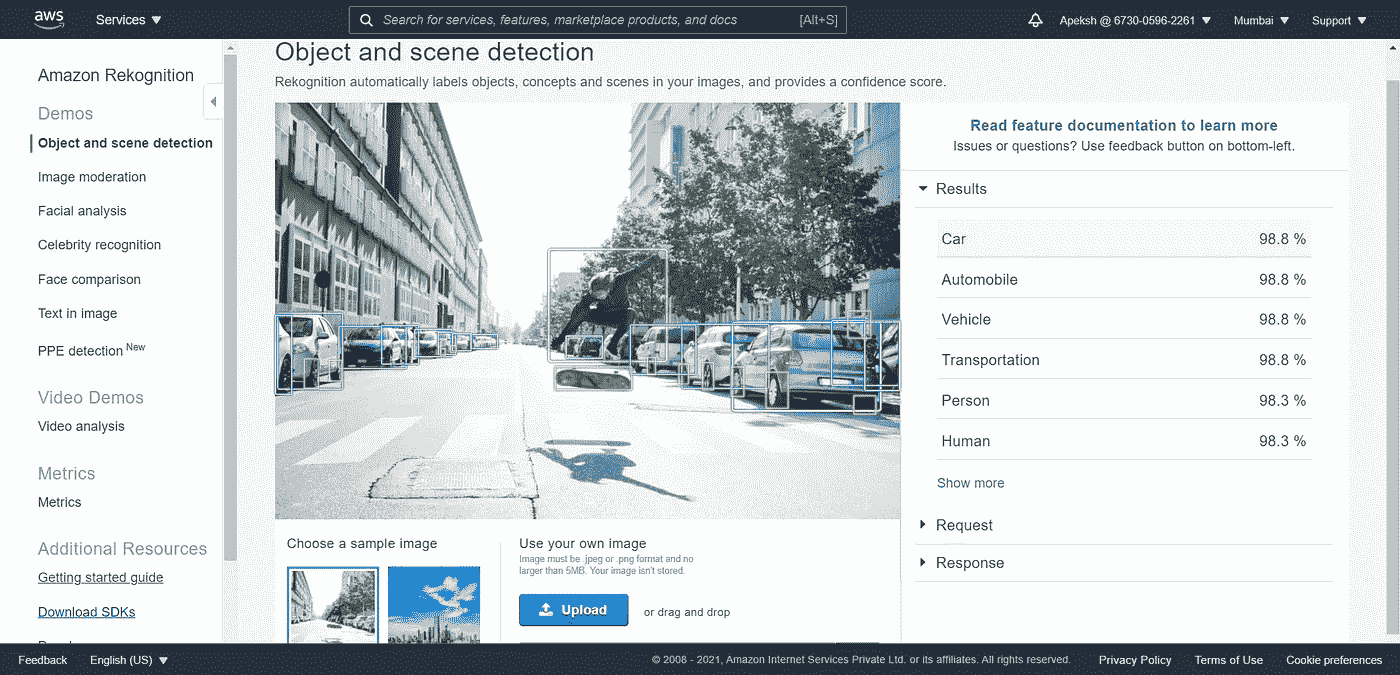 aws
Services
Search for services, features, marketplace products, and docs
[Alt+S]
Apeksh @ 6730-0596-2261
Mumbai
Support
Amazon Rekognition
Demos
Object and scene detection
Image moderation
Facial analysis
Celebrity recognition
Face comparison
Text in image
PPE detection New
Video Demos
Video analysis
Metrics
Metrics
Additional Resources
Getting started guide
Download SDKs
Object and scene detection
Rekognition automatically labels objects, concepts and scenes in your images, and provides a confidence score.
Choose a sample image
Use your own image
Image must be .jpeg or .png format and no
larger than 5MB. Your image isn't stored.
Upload
or drag and drop
Read feature documentation to learn more
Issues or questions? Use feedback button on bottom-left.
Results
Car 98.8 %
Automobile 98.8 %
Vehicle 98.8 %
Transportation 98.8 %
Person 98.3 %
Human 98.3 %
Show more
Request
Response
Feedback
English (US)
© 2008 - 2021, Amazon Internet Services Private Ltd. or its affiliates. All rights reserved.
Privacy Policy
Terms of Use
Cookie preferences